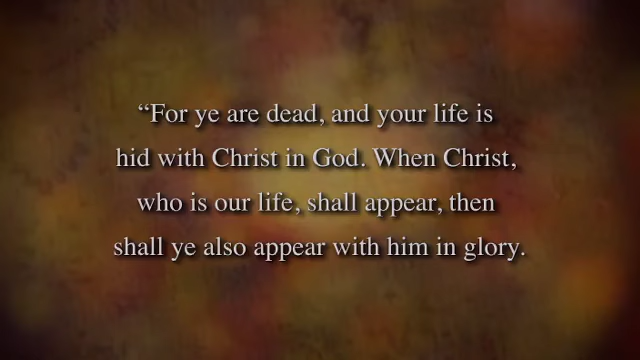 “For ye are dead, and your life is
hid with Christ in God. When Christ,
who is our life, shall appear, then
shall ye also appear with him in glory.